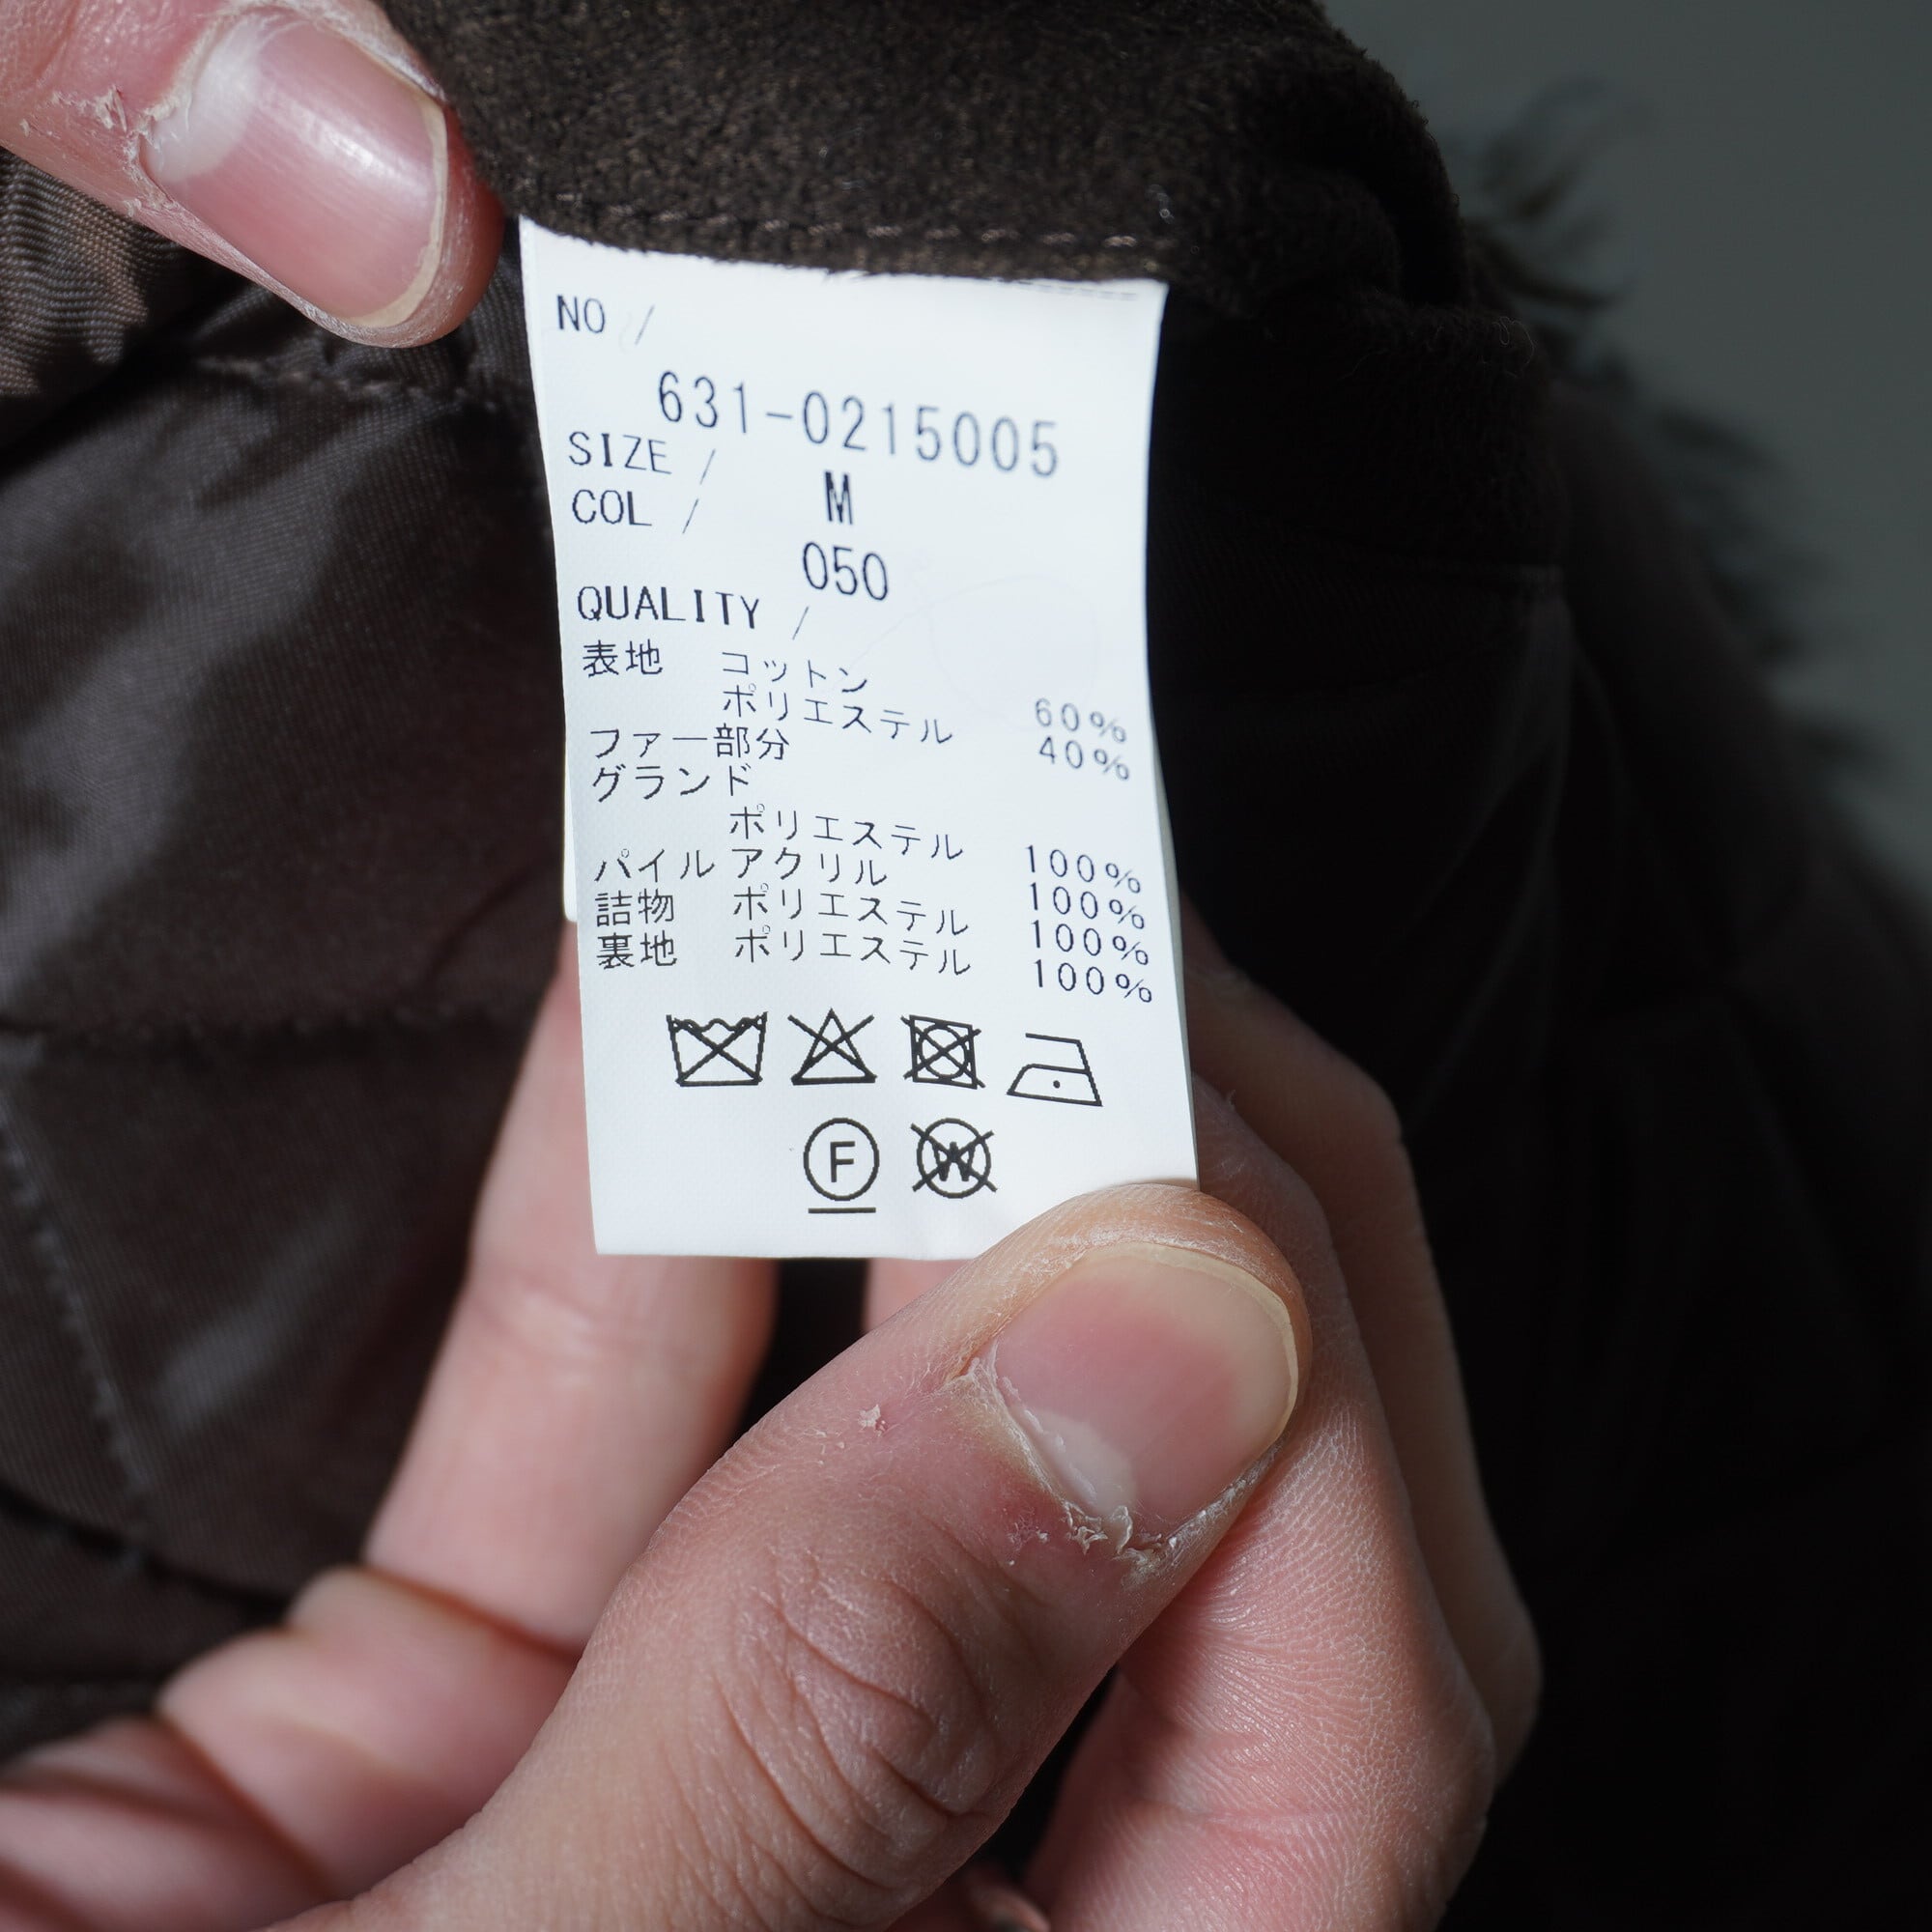 NO /
631-0215005
SIZE / M
COL / 050
QUALITY /
表地 コットン 60%
ポリエステル 40%
ファー部分
グランド
ポリエステル 100%
パイル アクリル 100%
詰物 ポリエステル 100%
裏地 ポリエステル 100%
F W